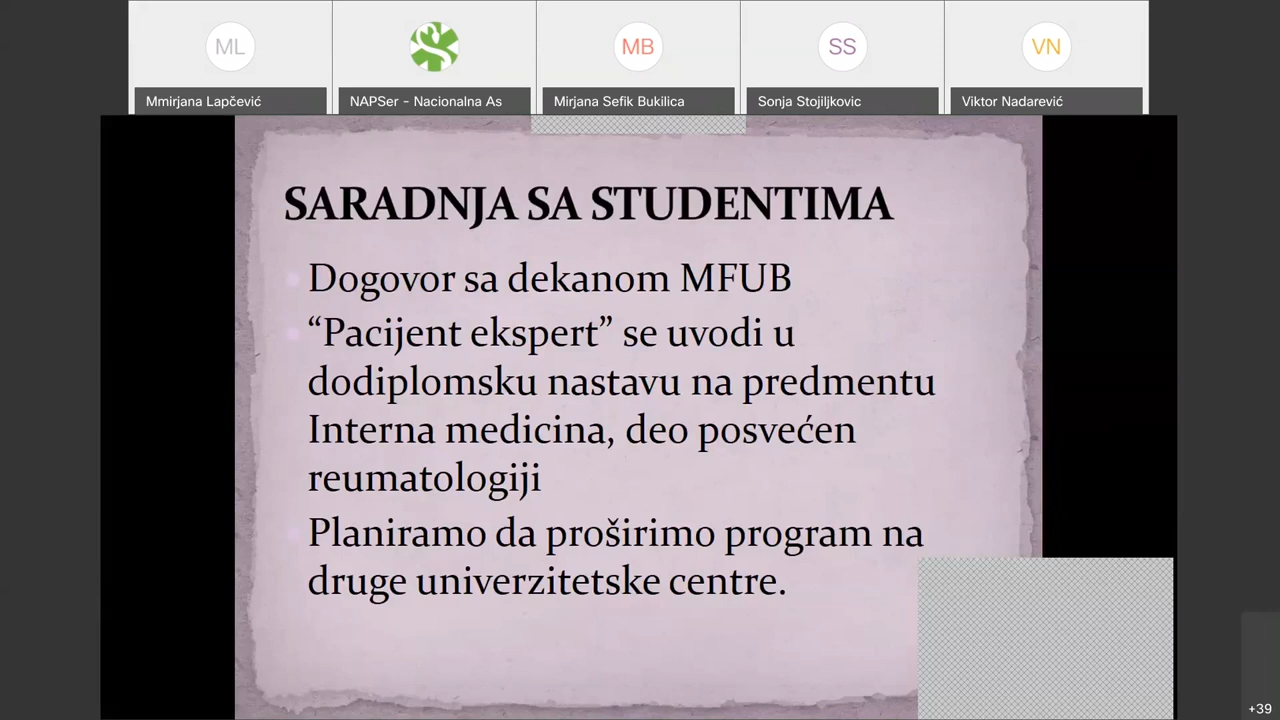 ML
MB
SS
VN
Mmirjana Lapčević
NAPSer - Nacionalna As
Mirjana Sefik Bukilica
Sonja Stojiljkovic
Viktor Nadarević
SARADNJA SA STUDENTIMA
Dogovor sa dekanom MFUB
“Pacijent ekspert” se uvodi u
dodiplomsku nastavu na predmentu
Interna medicina, deo posvećen
reumatologiji
Planiramo da proširimo program na
druge univerzitetske centre.
+39